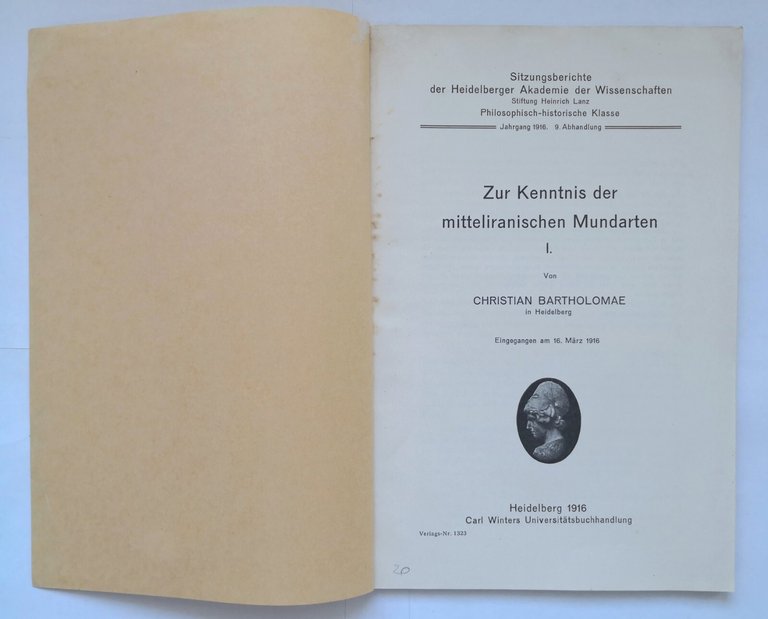 Sitzungsberichte
der Heidelberger Akademie der Wissenschaften
Stiftung Heinrich Lanz
Philosophisch-historische Klasse
Jahrgang 1916. 9. Abhandlung
Zur Kenntnis der
mitteliranischen Mundarten
I.
Von
CHRISTIAN BARTHOLOMAE
in Heidelberg
Eingegangen am 16. März 1916
Heidelberg 1916
Carl Winters Universitätsbuchhandlung
Verlags-Nr. 1323
20